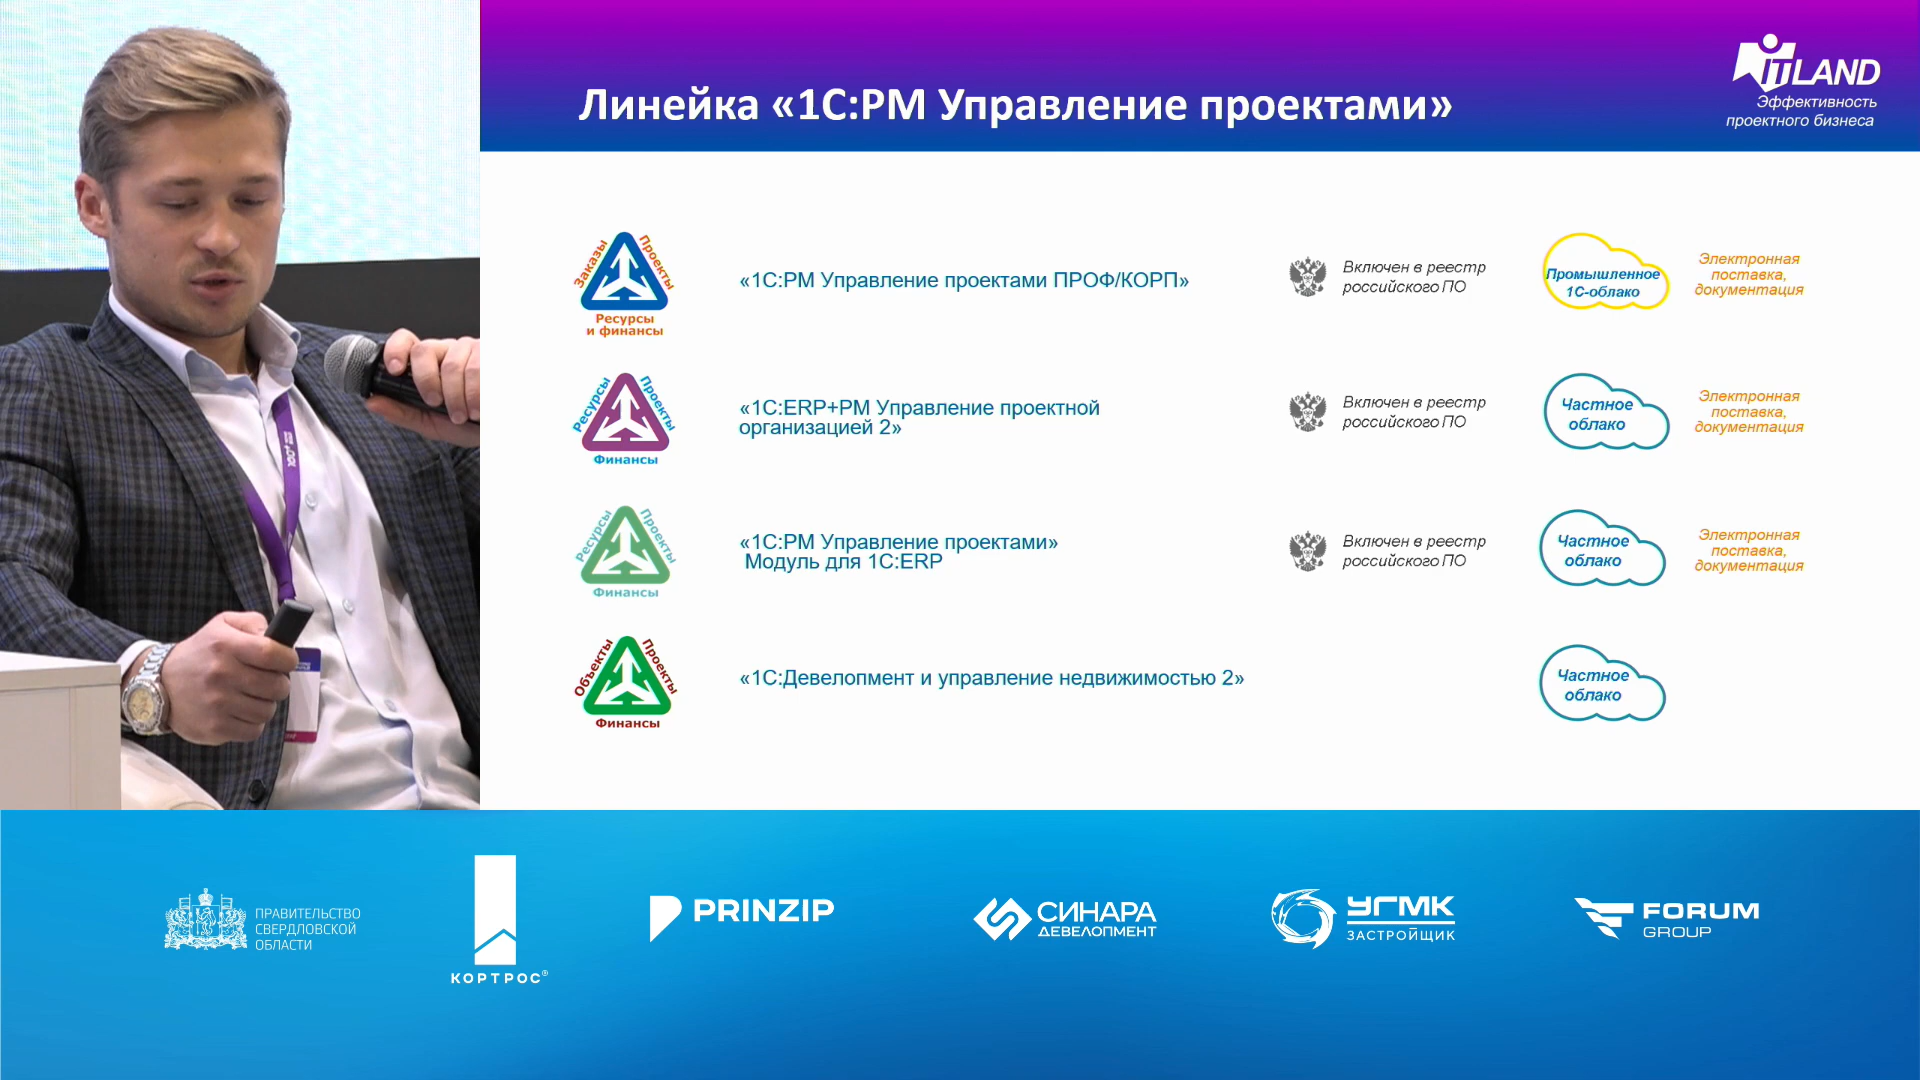 Линейка «1С:PM Управление проектами»
ITLAND
Эффективность
проектного бизнеса
Заказы
Проекты
Ресурсы
и финансы
«1С:PM Управление проектами ПРОФ/КОРП»
Включен в реестр
российского ПО
Промышленное
1С-облако
Электронная
поставка,
документация
Ресурсы
Проекты
Финансы
«1С:ERP+PM Управление проектной
организацией 2»
Включен в реестр
российского ПО
Частное
облако
Электронная
поставка,
документация
Ресурсы
Проекты
Финансы
«1С:PM Управление проектами»
Модуль для 1С:ERP
Включен в реестр
российского ПО
Частное
облако
Электронная
поставка,
документация
Объекты
Проекты
Финансы
«1С:Девелопмент и управление недвижимостью 2»
Частное
облако
100+
ПРАВИТЕЛЬСТВО
СВЕРДЛОВСКОЙ
ОБЛАСТИ
КОРТРОС®
PRINZIP
СИНАРА
ДЕВЕЛОПМЕНТ
УГМК
ЗАСТРОЙЩИК
FORUM
GROUP